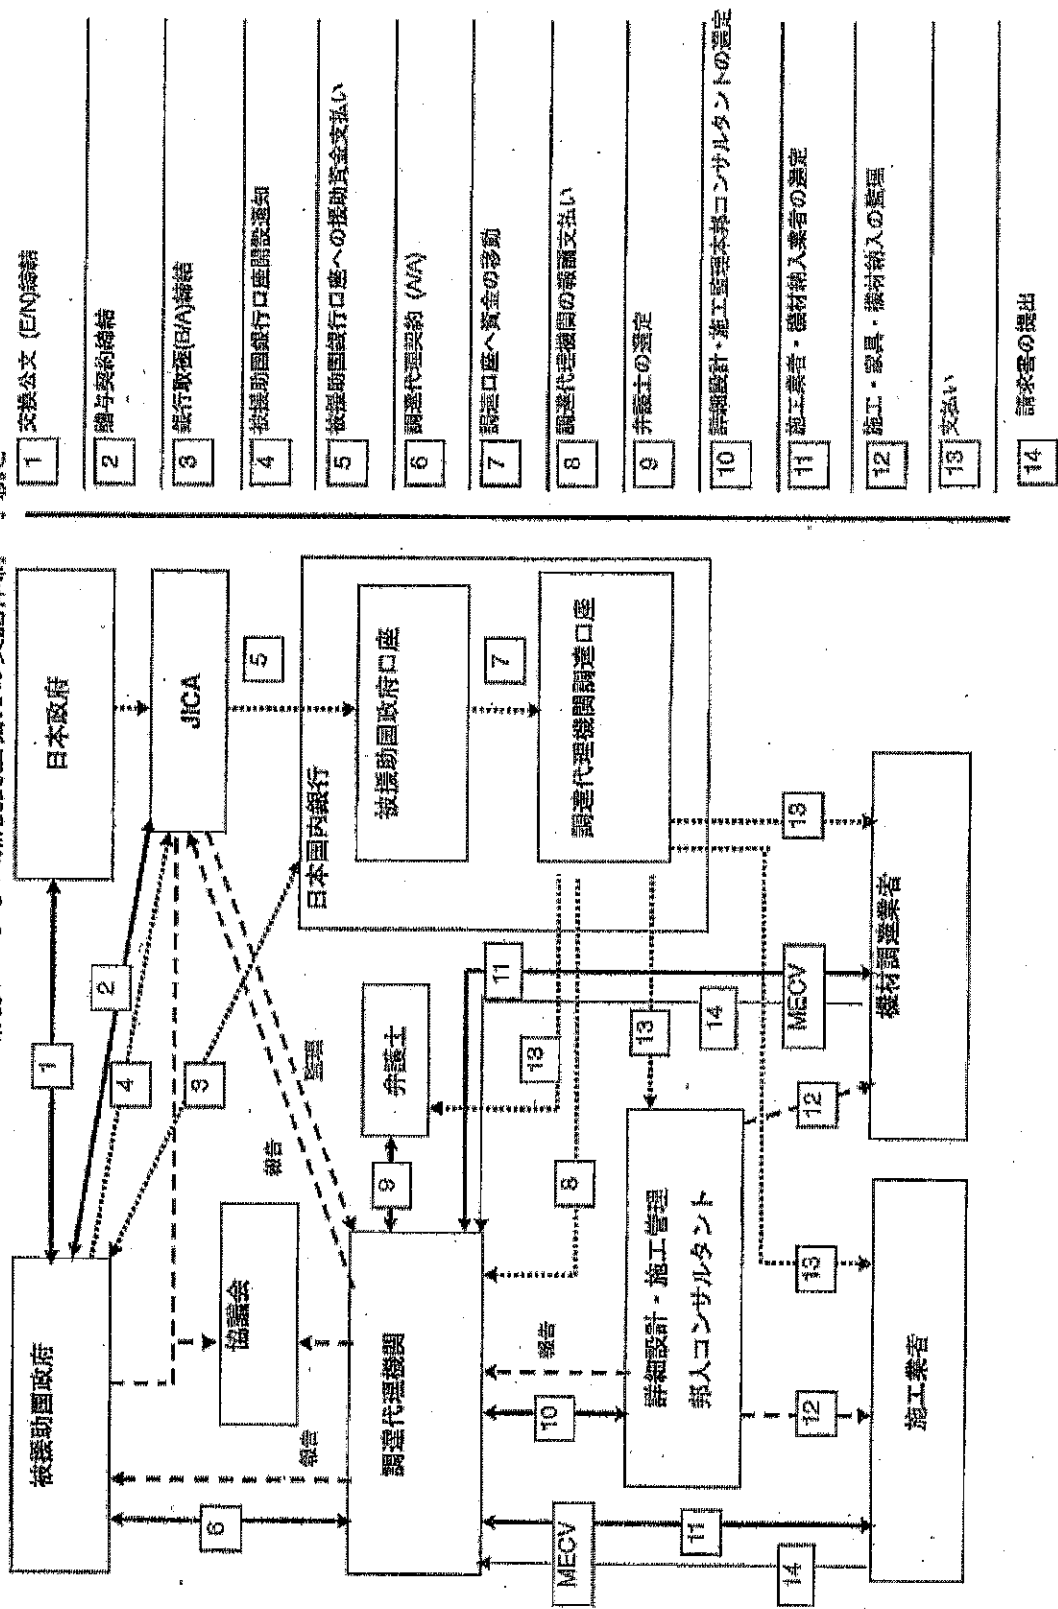 日本政府
JICA
日本国内銀行
被援助国政府口座
調達代理機関調達口座
被援助国政府
協議会
調達代理機関
弁護士
詳細設計・施工管理
邦人コンサルタント
機材調達業者
施工業者
報告
監理
報告
報告
MECV
MECV
1
2
3
4
5
6
7
8
9
10
11
11
12
12
13
13
13
13
14
14
1 交換公文 (E/N)締結
2 贈与契約締結
3 銀行取極(B/A)締結
4 被援助国銀行口座開設通知
5 被援助国銀行口座への援助資金支払い
6 調達代理契約 (A/A)
7 調達口座へ資金の移動
8 調達代理機関の報酬支払い
9 弁護士の選定
10 詳細設計・施工監理本邦コンサルタントの選定
11 施工業者・機材納入業者の選定
12 施工・家具・機材納入の監理
13 支払い
14 請求書の提出